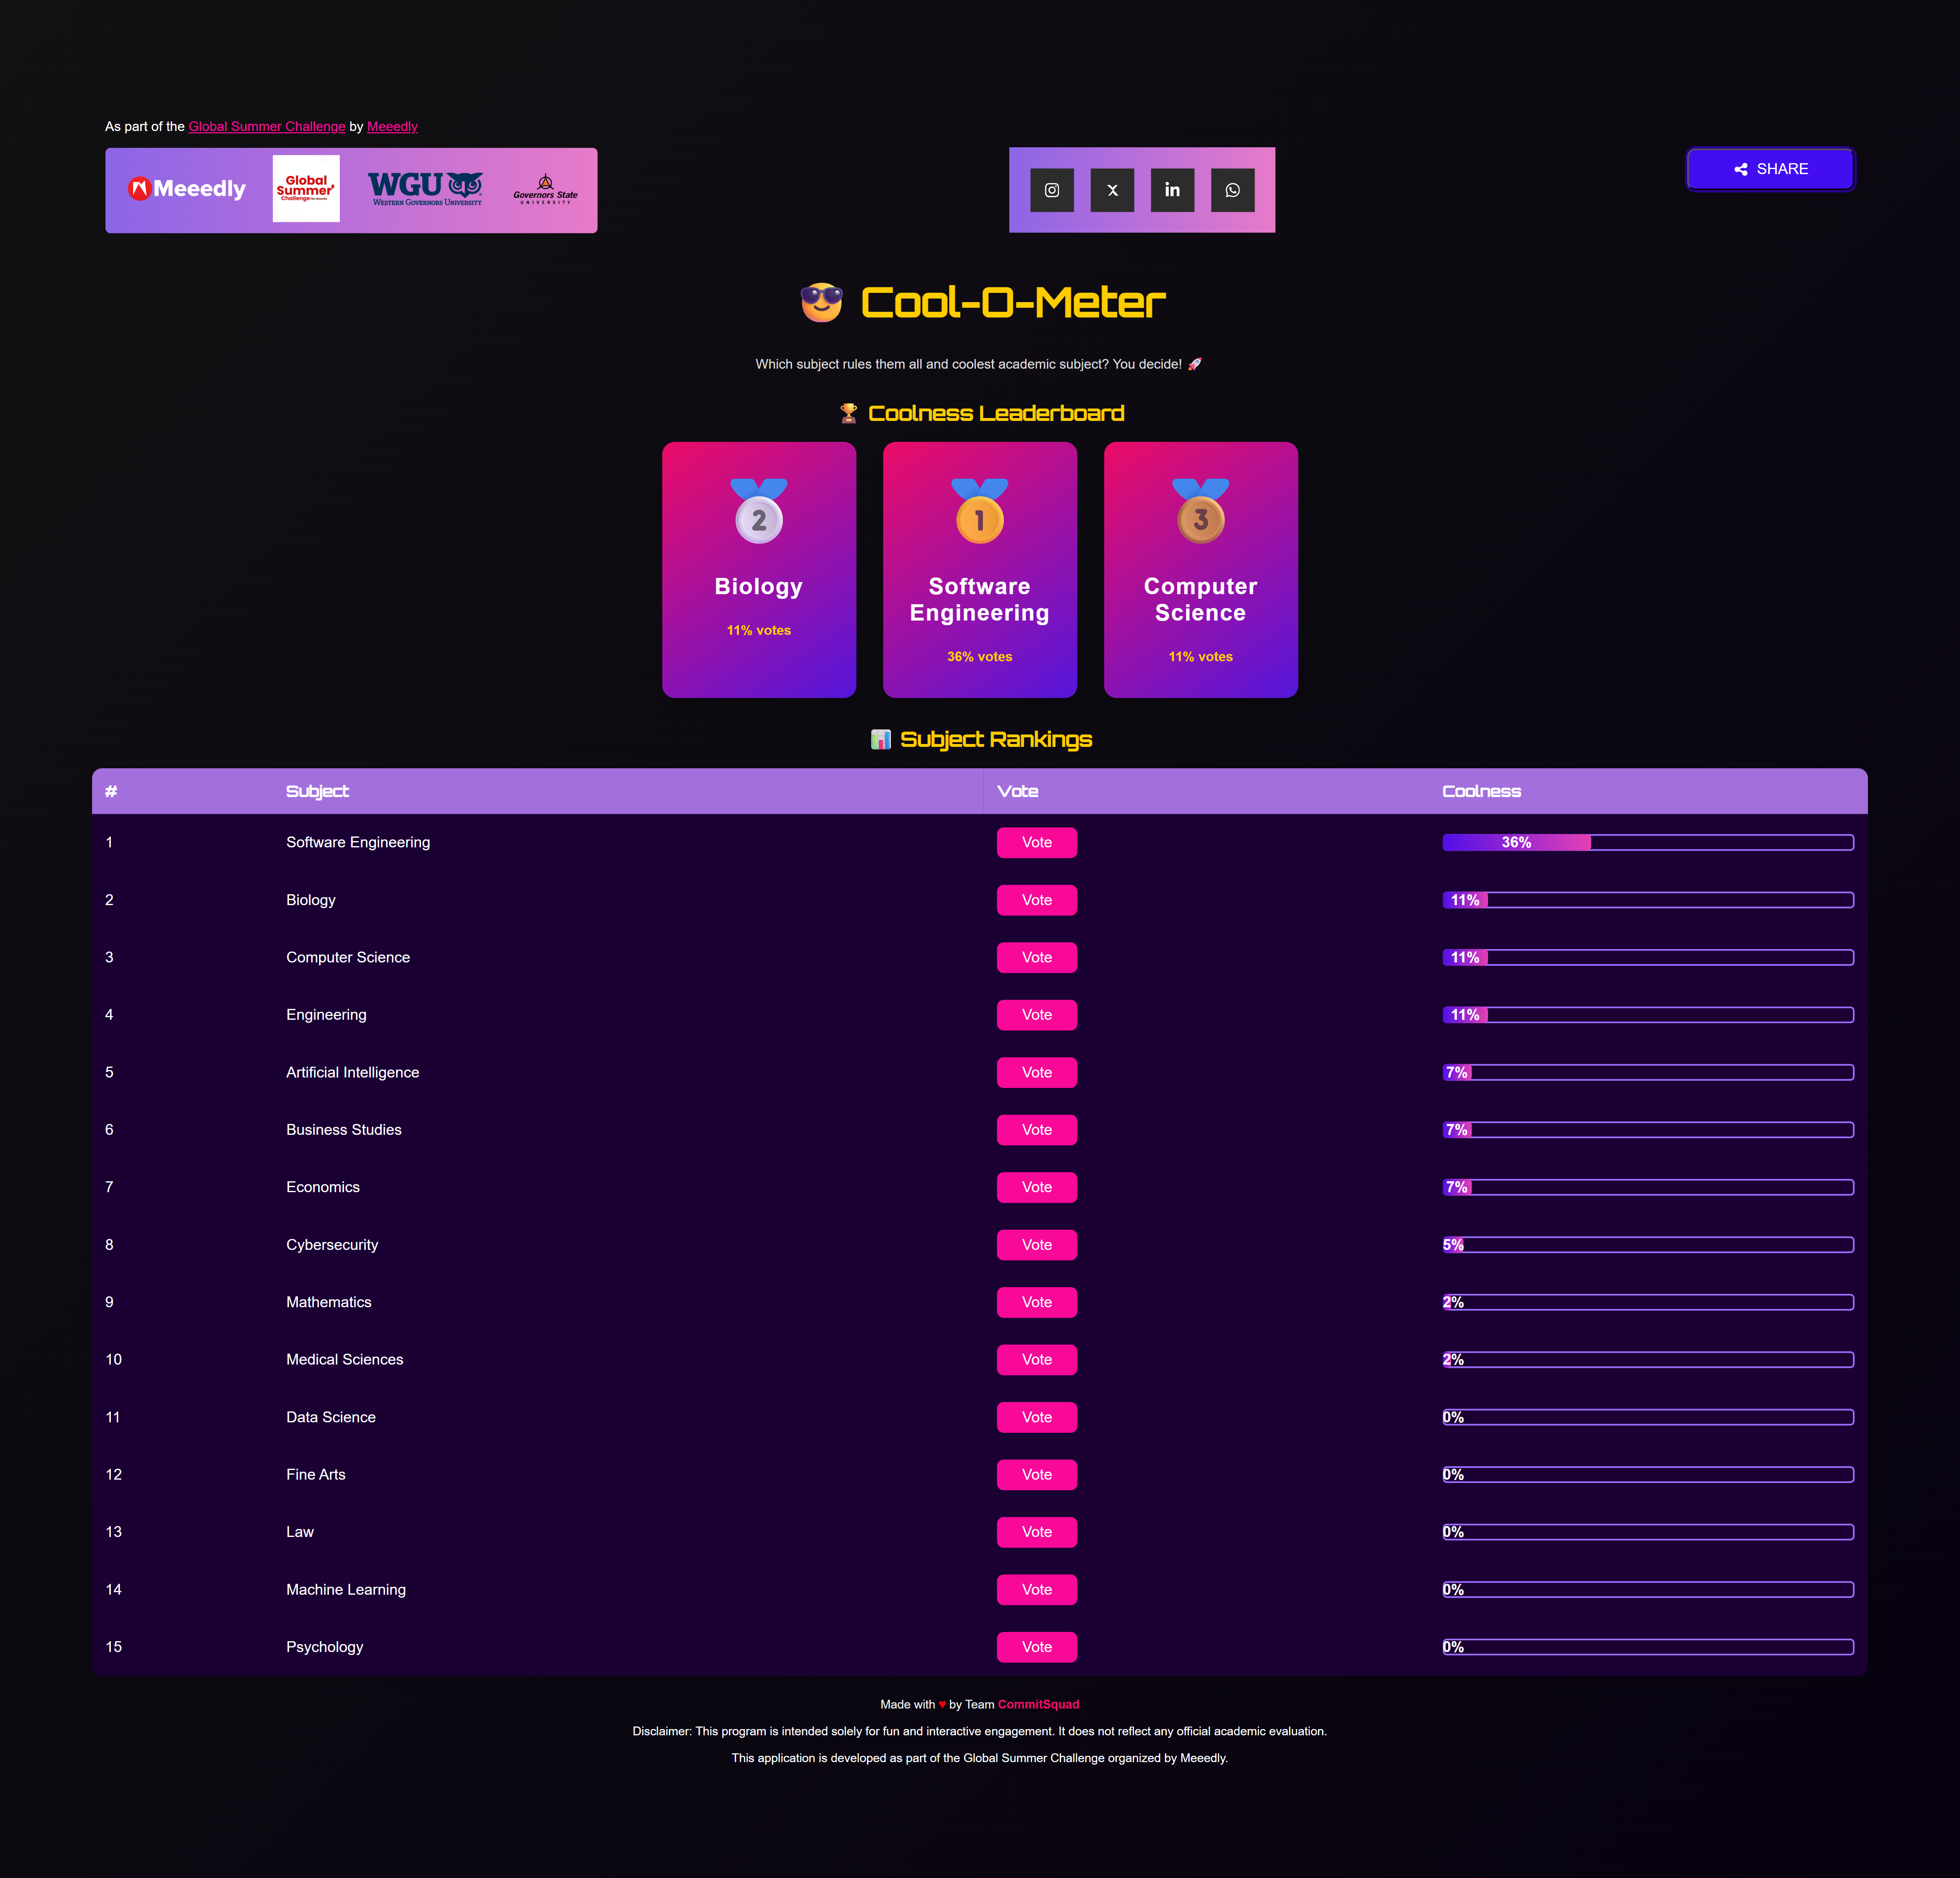 As part of the Global Summer Challenge by Meeedly
Meeedly
Global
Summer
Challenge By Meeedly
WGU
WESTERN GOVERNORS UNIVERSITY
Governors State
UNIVERSITY
SHARE
😎 Cool-O-Meter
Which subject rules them all and coolest academic subject? You decide! 🚀
🏆 Coolness Leaderboard
2
Biology
11% votes
1
Software
Engineering
36% votes
3
Computer
Science
11% votes
📊 Subject Rankings
# Subject Vote Coolness
1 Software Engineering Vote 36%
2 Biology Vote 11%
3 Computer Science Vote 11%
4 Engineering Vote 11%
5 Artificial Intelligence Vote 7%
6 Business Studies Vote 7%
7 Economics Vote 7%
8 Cybersecurity Vote 5%
9 Mathematics Vote 2%
10 Medical Sciences Vote 2%
11 Data Science Vote 0%
12 Fine Arts Vote 0%
13 Law Vote 0%
14 Machine Learning Vote 0%
15 Psychology Vote 0%
Made with ♥ by Team CommitSquad
Disclaimer: This program is intended solely for fun and interactive engagement. It does not reflect any official academic evaluation.
This application is developed as part of the Global Summer Challenge organized by Meeedly.